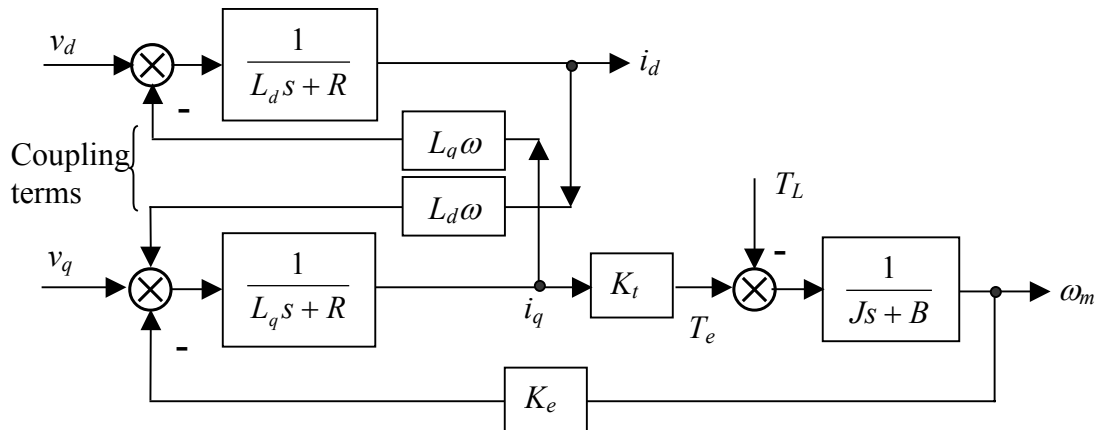 v_d
1
L_d s + R
i_d
-
L_q ω
Coupling
terms
L_d ω
T_L
v_q
1
L_q s + R
i_q
K_t
T_e
-
1
Js + B
ω_m
-
K_e